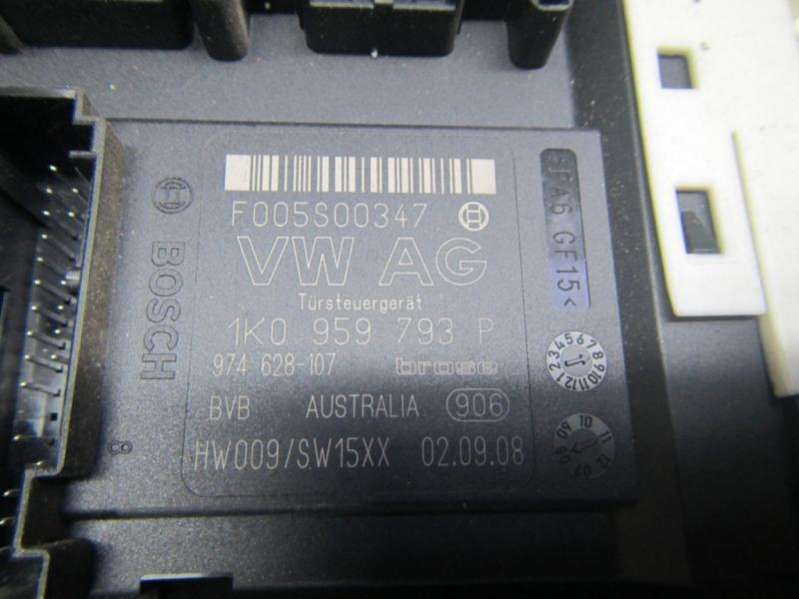 F005S00347
VW AG
Türsteuergerät
1K0 959 793 P
974 628-107 brose
BVB AUSTRALIA 906
HW009/SW15XX 02.09.08
BOSCH
PA6 GF15<